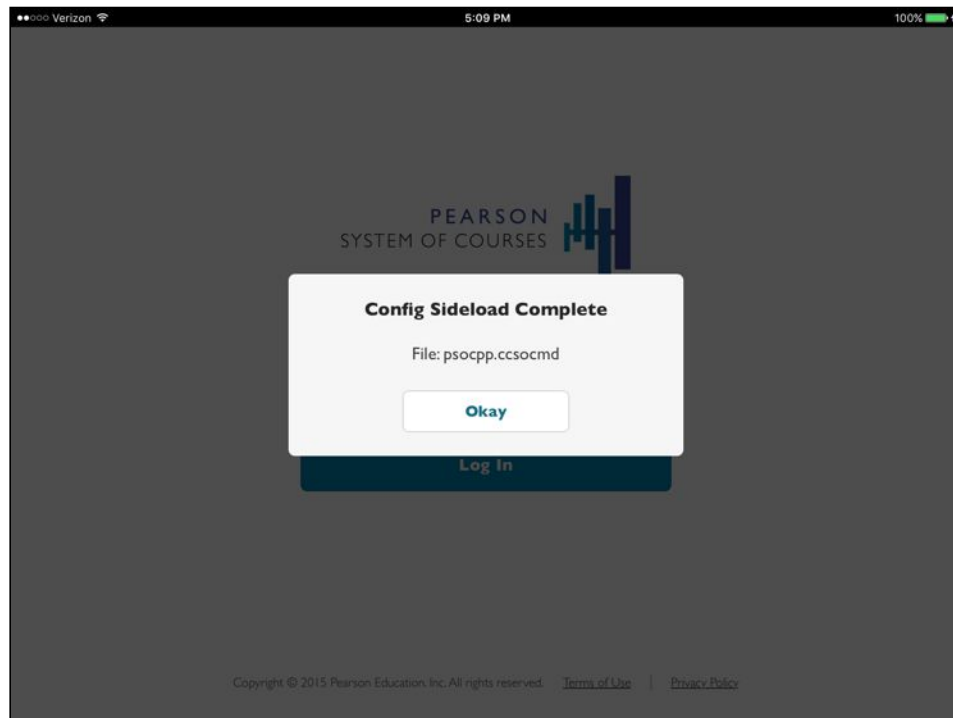 Verizon 5:09 PM 100%
PEARSON
SYSTEM OF COURSES
Config Sideload Complete
File: psocpp.ccsocmd
Okay
Log In
Copyright © 2015 Pearson Education, Inc. All rights reserved. Terms of Use | Privacy Policy